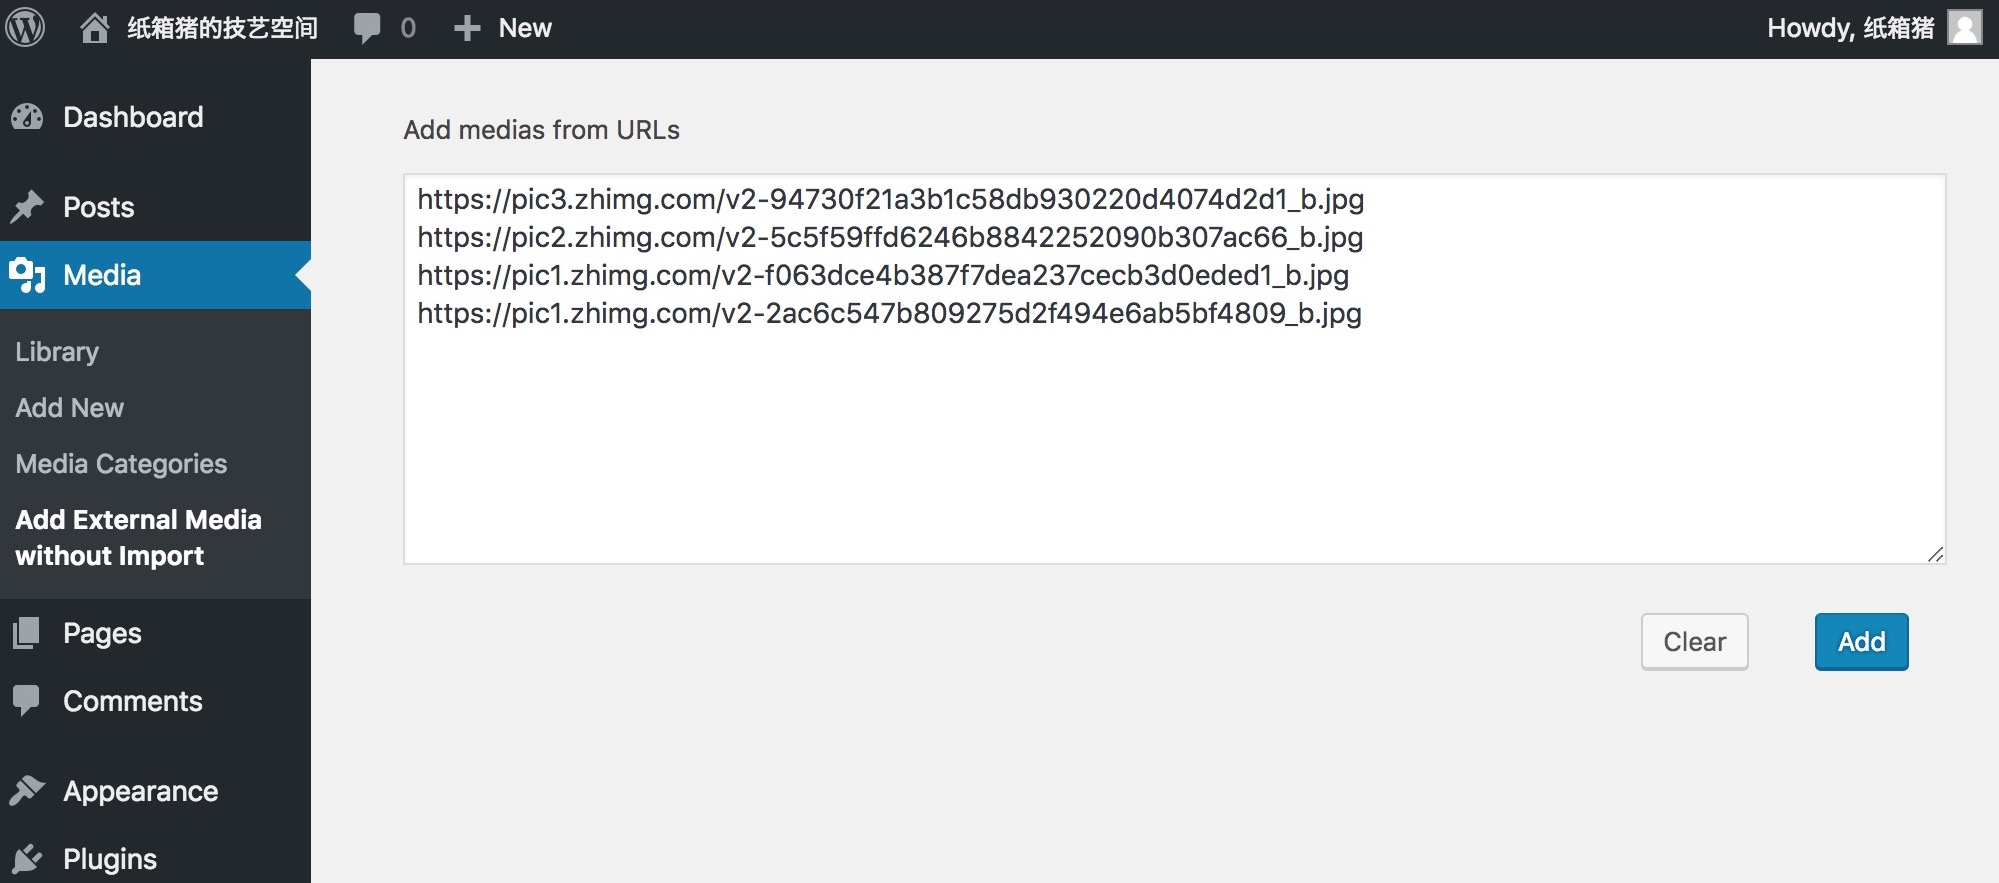 纸箱猪的技艺空间 0 New Howdy, 纸箱猪
Dashboard
Posts
Media
Library
Add New
Media Categories
Add External Media
without Import
Pages
Comments
Appearance
Plugins
Add medias from URLs
https://pic3.zhimg.com/v2-94730f21a3b1c58db930220d4074d2d1_b.jpg
https://pic2.zhimg.com/v2-5c5f59ffd6246b8842252090b307ac66_b.jpg
https://pic1.zhimg.com/v2-f063dce4b387f7dea237cecb3d0eded1_b.jpg
https://pic1.zhimg.com/v2-2ac6c547b809275d2f494e6ab5bf4809_b.jpg
Clear Add